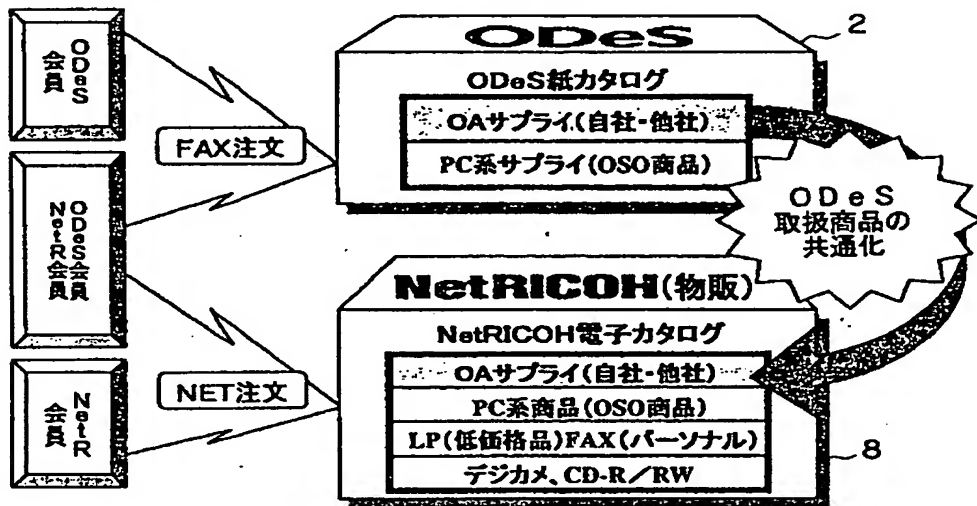 ODeS
会員
ODeS会員
NetR会員
NetR
会員
FAX注文
NET注文
ODeS
2
ODeS紙カタログ
OAサプライ(自社・他社)
PC系サプライ(OSO商品)
ODeS
取扱商品の
共通化
NetRICOH(物販)
NetRICOH電子カタログ
OAサプライ(自社・他社)
PC系商品(OSO商品)
LP(低価格品)FAX(パーソナル)
デジカメ、CD-R/RW
8